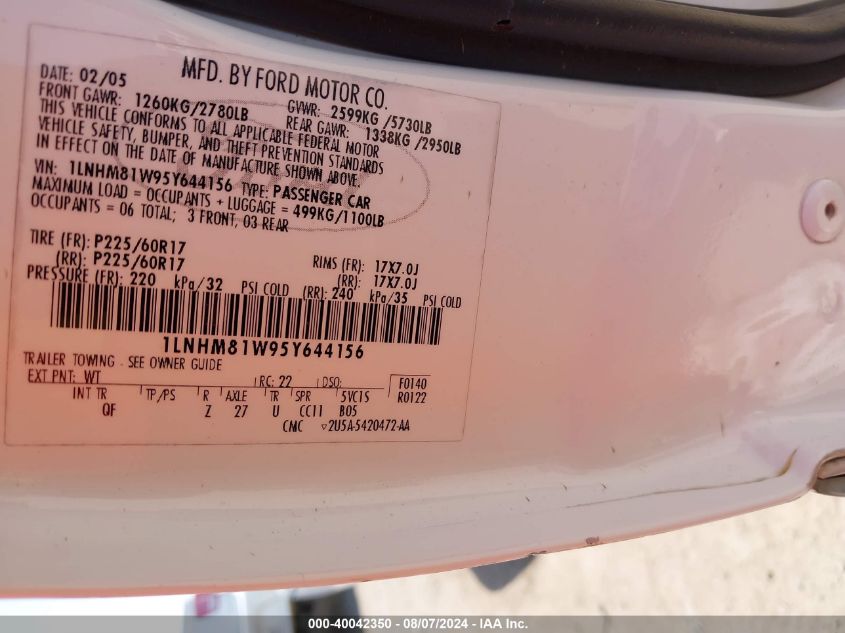 MFD. BY FORD MOTOR CO.
DATE: 02/05 GVWR: 2599KG/5730LB
FRONT GAWR: 1260KG/2780LB REAR GAWR: 1338KG/2950LB
THIS VEHICLE CONFORMS TO ALL APPLICABLE FEDERAL MOTOR
VEHICLE SAFETY, BUMPER, AND THEFT PREVENTION STANDARDS
IN EFFECT ON THE DATE OF MANUFACTURE SHOWN ABOVE.
VIN: 1LNHM81W95Y644156 TYPE: PASSENGER CAR
MAXIMUM LOAD = OCCUPANTS + LUGGAGE = 499KG/1100LB
OCCUPANTS = 06 TOTAL; 3 FRONT, 03 REAR
TIRE (FR): P225/60R17 RIMS (FR): 17X7.0J
(RR): P225/60R17 (RR): 17X7.0J
PRESSURE (FR): 220 kPa/32 PSI COLD (RR): 240 kPa/35 PSI COLD
1LNHM81W95Y644156
TRAILER TOWING - SEE OWNER GUIDE
EXT PNT: WT RC: 22 DSO: F0140
INT TR TP/PS R AXLE TR SPR 5VC1S R0122
QF Z 27 U CC11 B05
CMC ▽2U5A-5420472-AA
000-40042350 - 08/07/2024 - IAA Inc.